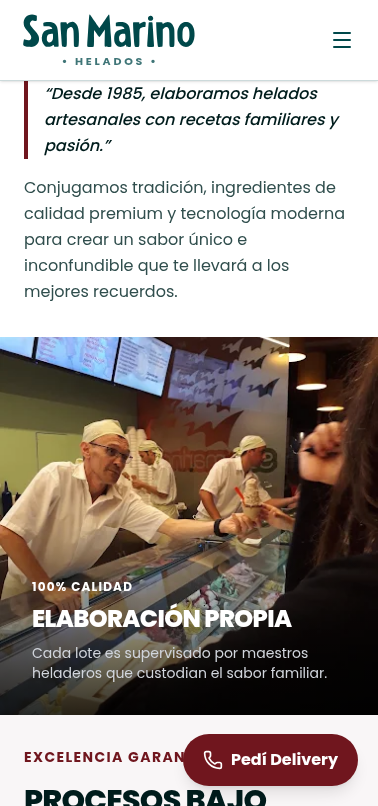 San Marino
• HELADOS •
“Desde 1985, elaboramos helados
artesanales con recetas familiares y
pasión.”
Conjugamos tradición, ingredientes de
calidad premium y tecnología moderna
para crear un sabor único e
inconfundible que te llevará a los
mejores recuerdos.
100% CALIDAD
ELABORACIÓN PROPIA
Cada lote es supervisado por maestros
heladeros que custodian el sabor familiar.
EXCELENCIA GARAN
Pedí Delivery
PROCESOS BAJO